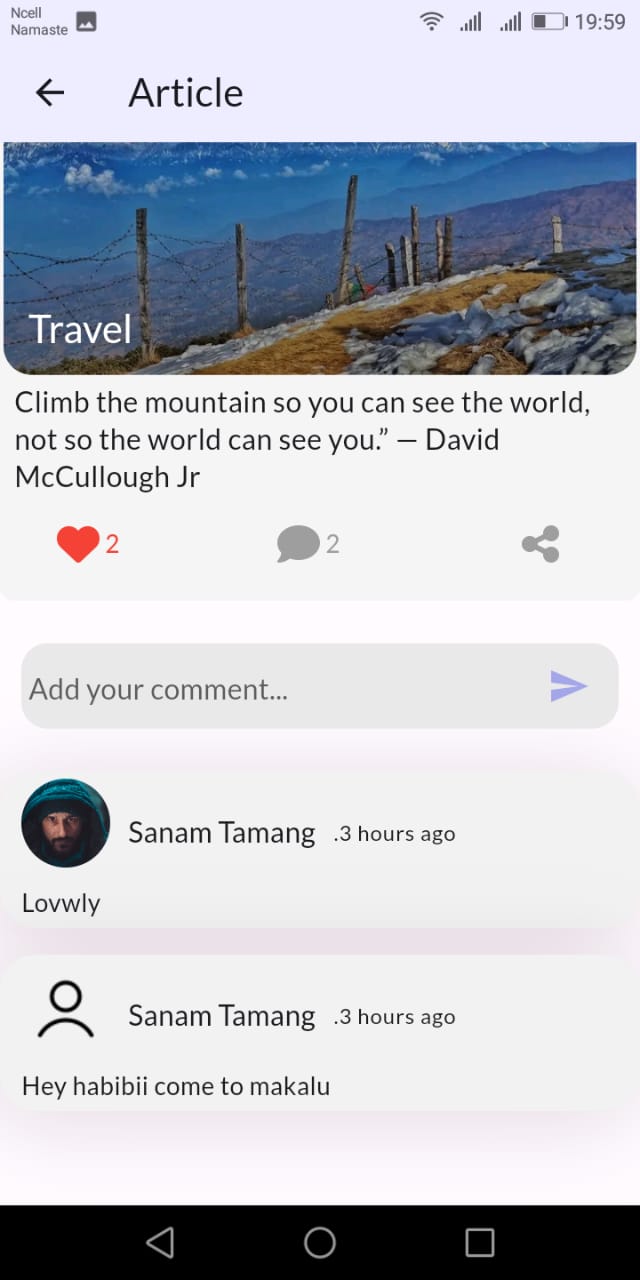 Ncell
Namaste
19:59
Article
Travel
Climb the mountain so you can see the world,
not so the world can see you.” — David
McCullough Jr
2
2
Add your comment...
Sanam Tamang .3 hours ago
Lovwly
Sanam Tamang .3 hours ago
Hey habibii come to makalu